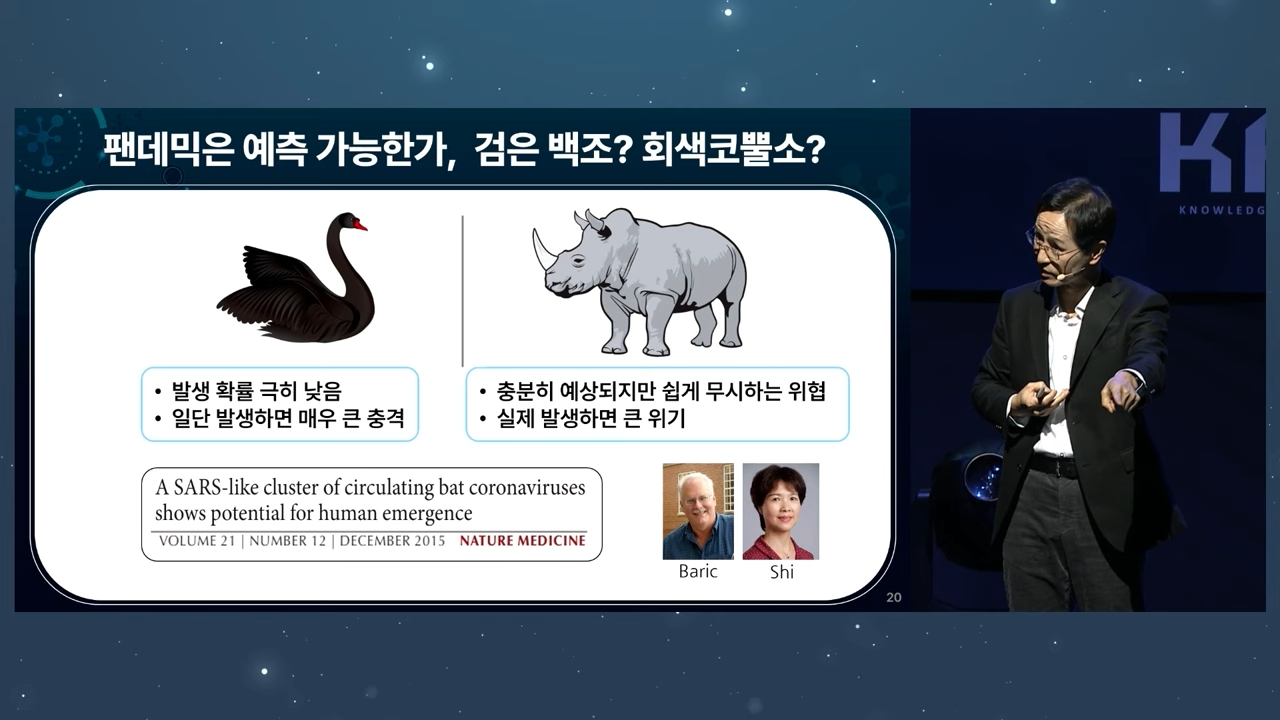 팬데믹은 예측 가능한가, 검은 백조? 회색코뿔소?
• 발생 확률 극히 낮음
• 일단 발생하면 매우 큰 충격
• 충분히 예상되지만 쉽게 무시하는 위협
• 실제 발생하면 큰 위기
A SARS-like cluster of circulating bat coronaviruses
shows potential for human emergence
VOLUME 21 | NUMBER 12 | DECEMBER 2015 NATURE MEDICINE
Baric
Shi
20
KNOWLEDG